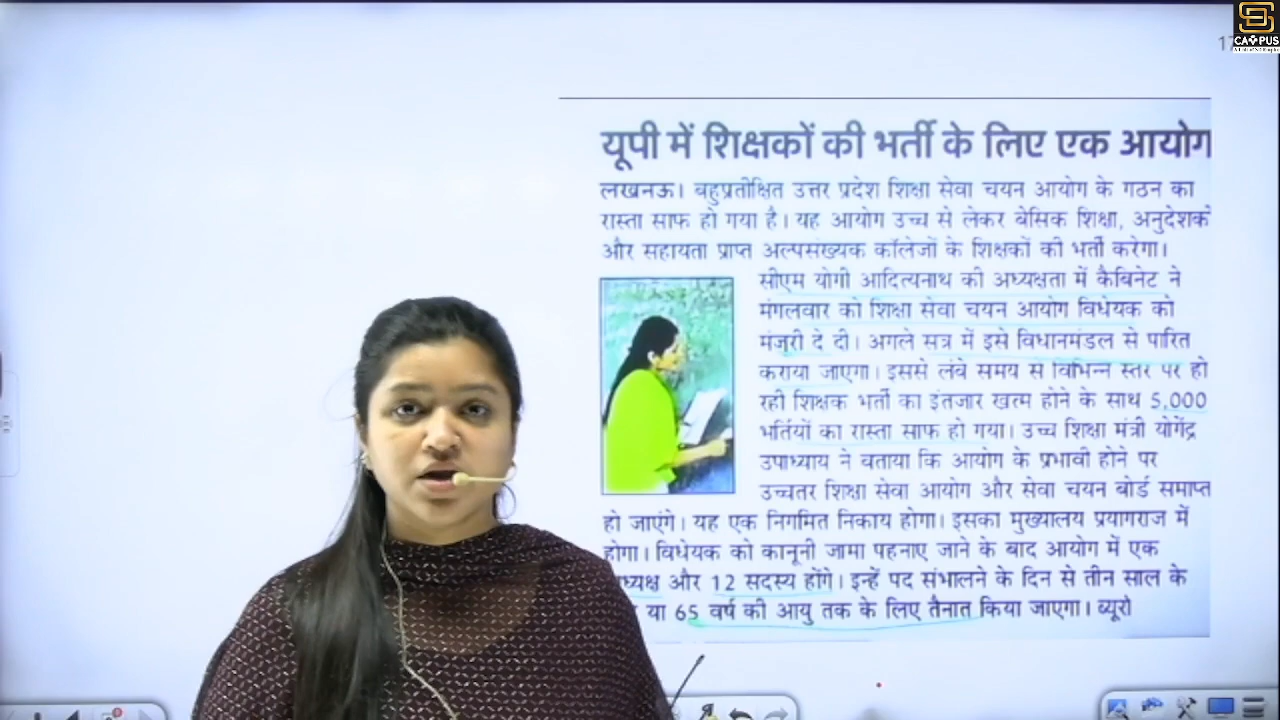 CAMPUS
17
यूपी में शिक्षकों की भर्ती के लिए एक आयोग
लखनऊ। बहुप्रतीक्षित उत्तर प्रदेश शिक्षा सेवा चयन आयोग के गठन का
रास्ता साफ हो गया है। यह आयोग उच्च से लेकर बेसिक शिक्षा, अनुदेशकों
और सहायता प्राप्त अल्पसंख्यक कॉलेजों के शिक्षकों की भर्ती करेगा।
सीएम योगी आदित्यनाथ की अध्यक्षता में कैबिनेट ने
मंगलवार को शिक्षा सेवा चयन आयोग विधेयक को
मंजूरी दे दी। अगले सत्र में इसे विधानमंडल से पारित
कराया जाएगा। इससे लंबे समय से विभिन्न स्तर पर हो
रही शिक्षक भर्ती का इंतजार खत्म होने के साथ 5,000
भर्तियों का रास्ता साफ हो गया। उच्च शिक्षा मंत्री योगेंद्र
उपाध्याय ने बताया कि आयोग के प्रभावी होने पर
उच्चतर शिक्षा सेवा आयोग और सेवा चयन बोर्ड समाप्त
हो जाएंगे। यह एक निगमित निकाय होगा। इसका मुख्यालय प्रयागराज में
होगा। विधेयक को कानूनी जामा पहनाए जाने के बाद आयोग में एक
और 12 सदस्य होंगे। इन्हें पद संभालने के दिन से तीन साल के
या 65 वर्ष की आयु तक के लिए तैनात किया जाएगा। ब्यूरो